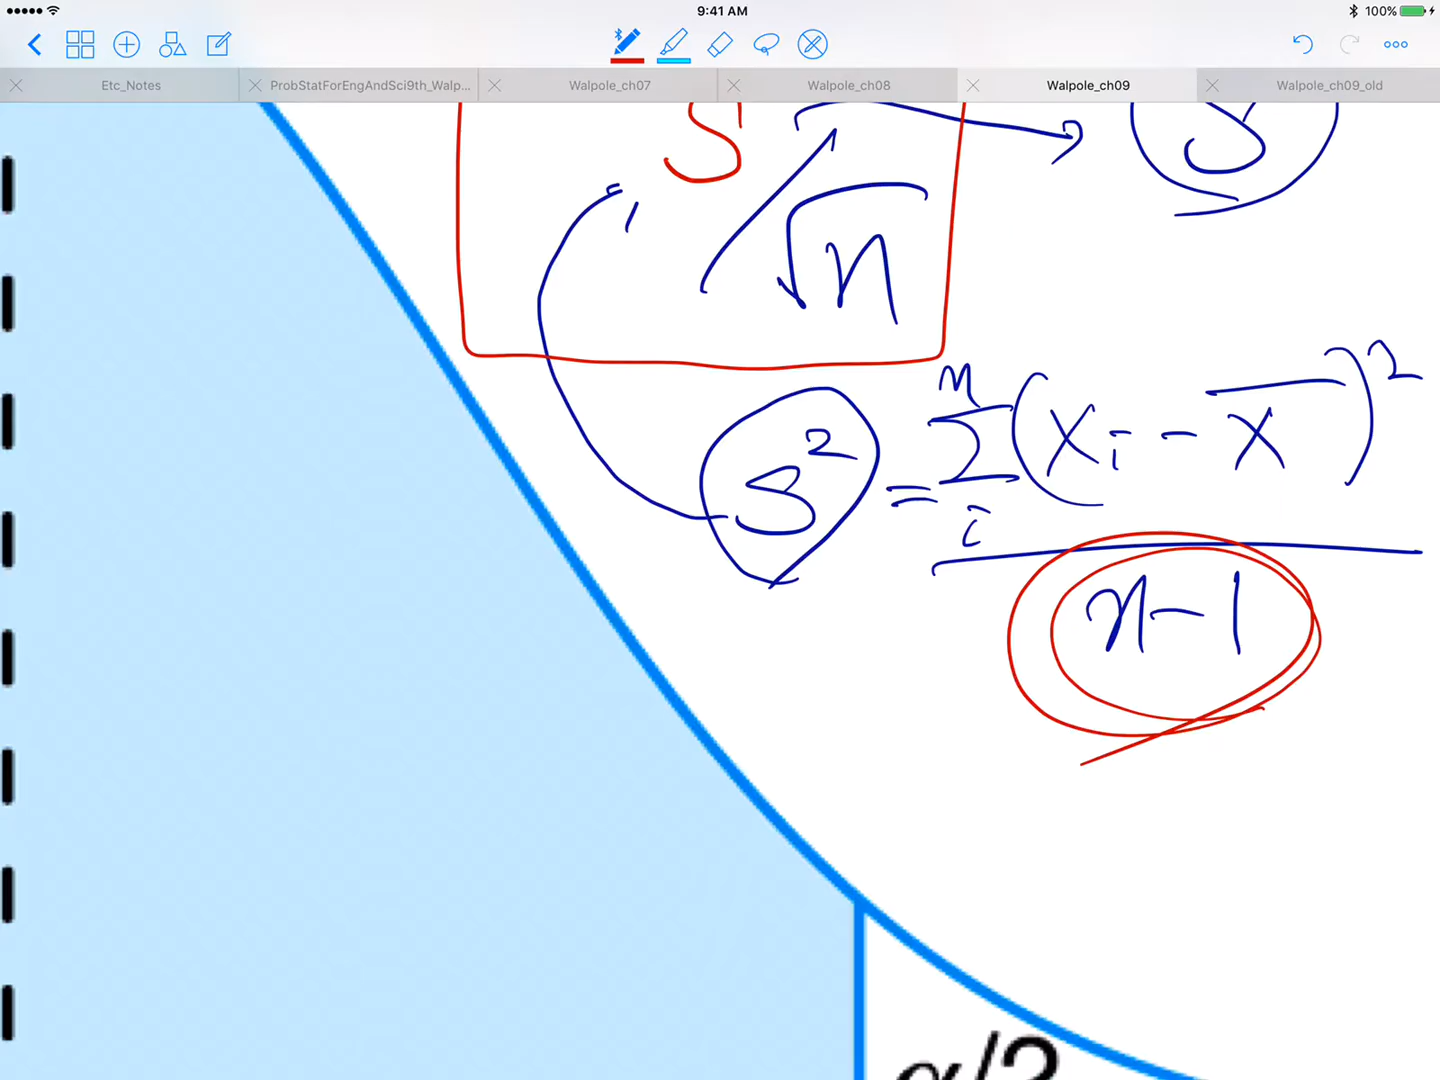 9:41 AM
100%
Etc_Notes
ProbStatForEngAndSci9th_Walp...
Walpole_ch07
Walpole_ch08
Walpole_ch09
Walpole_ch09_old
S
S
√n
S² = Σ (xᵢ - x̄)²
n
i
n-1
α/2